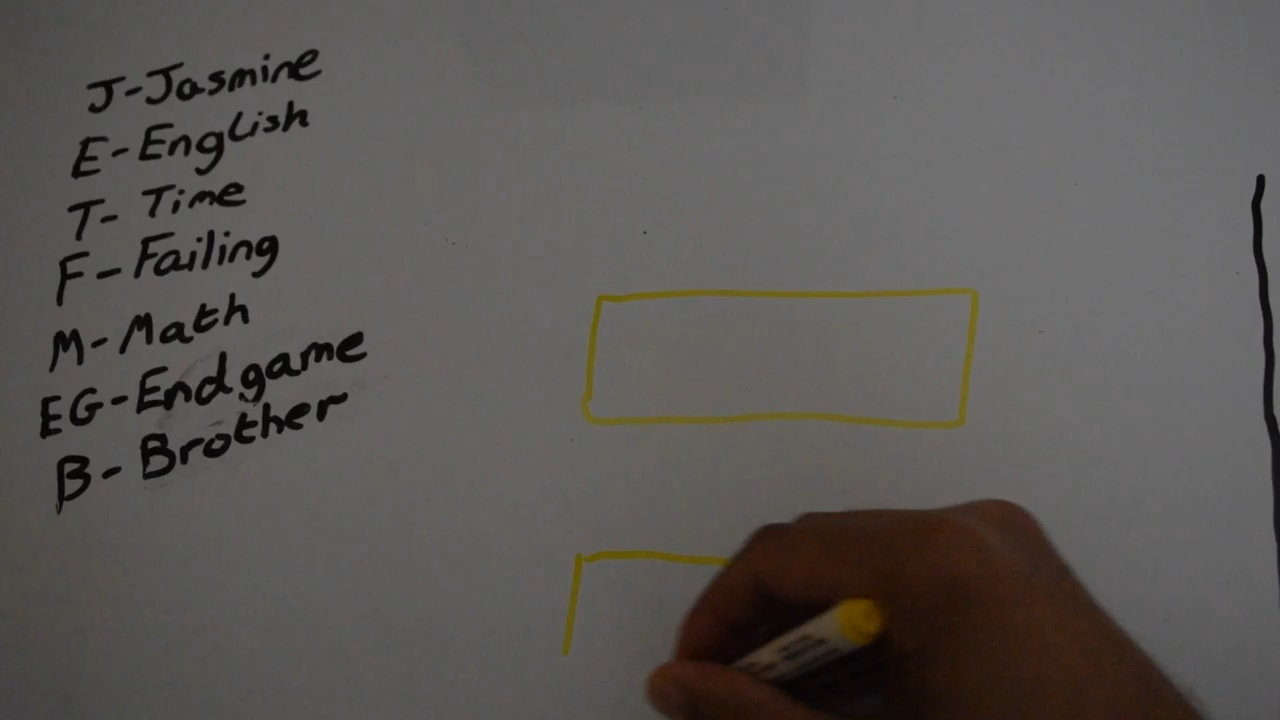 J-Jasmine
E-English
T-Time
F-Failing
M-Math
EG-Endgame
B-Brother